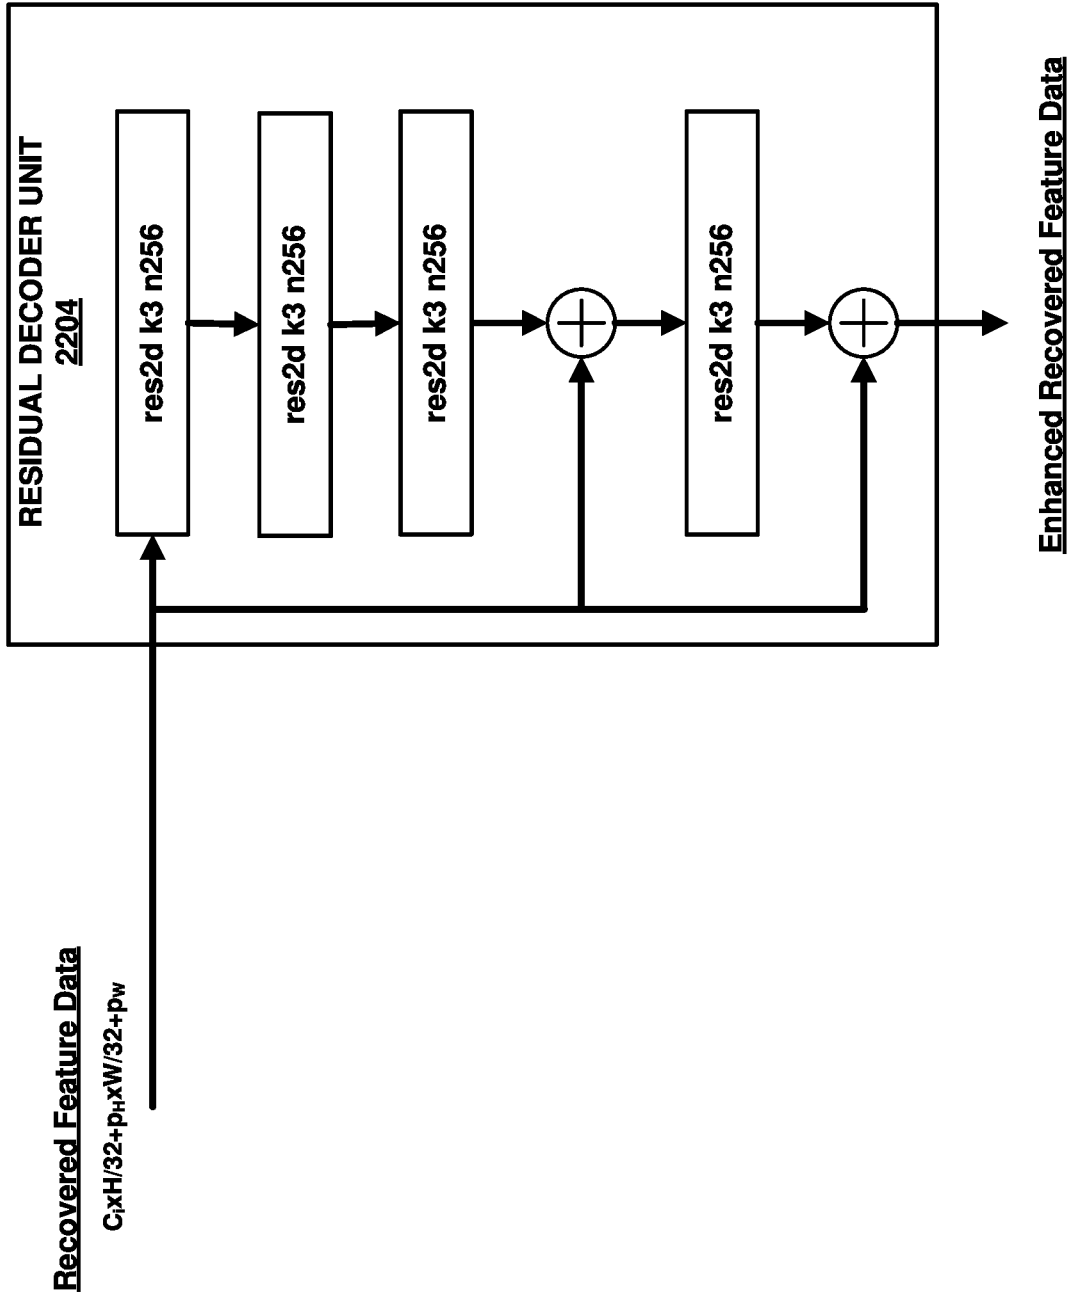 RESIDUAL DECODER UNIT
2204
res2d k3 n256
res2d k3 n256
res2d k3 n256
res2d k3 n256
Recovered Feature Data
CᵢxH/32+pₕxW/32+p_W
Enhanced Recovered Feature Data